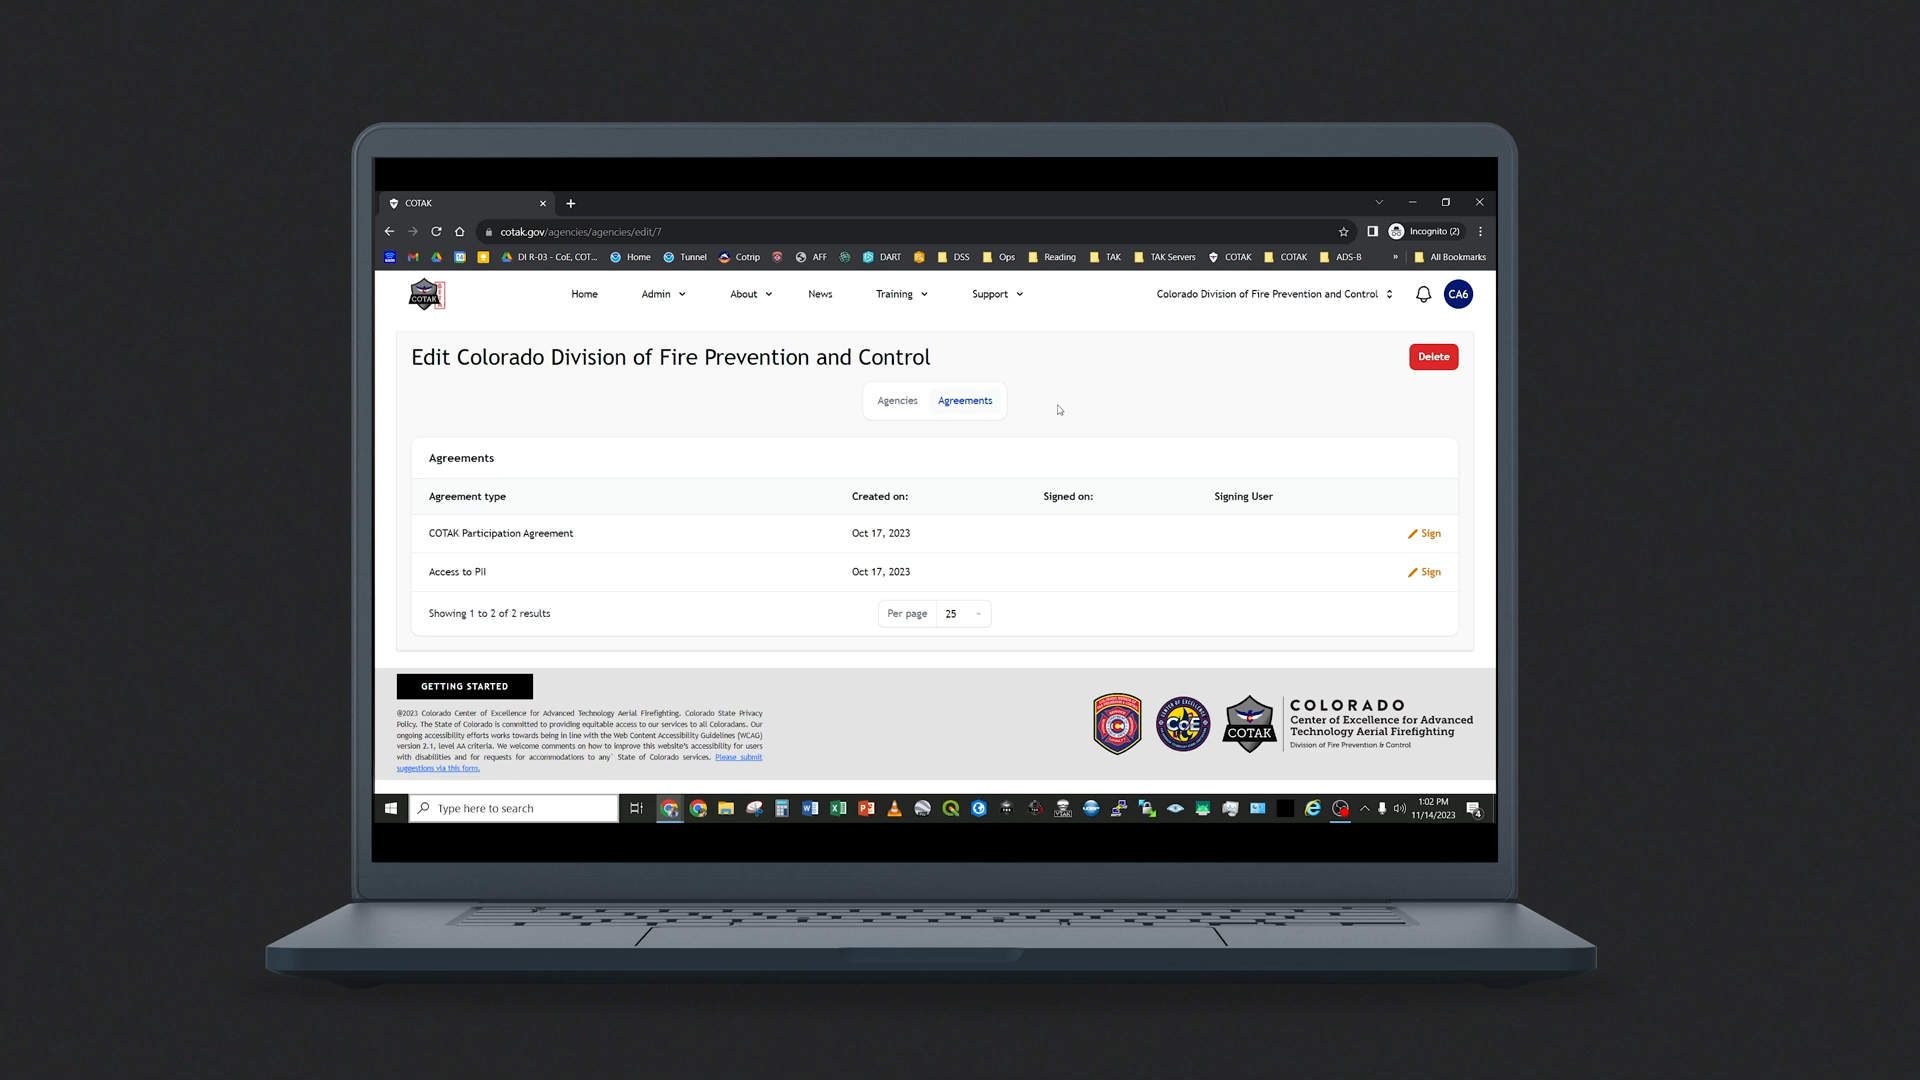 COTAK
cotak.gov/agencies/agencies/edit/7
Incognito (2)
DI R-03 - CoE, COT...
Home
Tunnel
Cotrip
AFF
DART
DSS
Ops
Reading
TAK
TAK Servers
COTAK
COTAK
ADS-B
»
All Bookmarks
COTAK
BETA
Home
Admin
About
News
Training
Support
Colorado Division of Fire Prevention and Control
CA6
Edit Colorado Division of Fire Prevention and Control
Delete
Agencies
Agreements
Agreements
Agreement type
Created on:
Signed on:
Signing User
COTAK Participation Agreement
Oct 17, 2023
Sign
Access to PII
Oct 17, 2023
Sign
Showing 1 to 2 of 2 results
Per page
25
GETTING STARTED
@2023 Colorado Center of Excellence for Advanced Technology Aerial Firefighting. Colorado State Privacy
Policy. The State of Colorado is committed to providing equitable access to our services to all Coloradans. Our
ongoing accessibility efforts works towards being in line with the Web Content Accessibility Guidelines (WCAG)
version 2.1, level AA criteria. We welcome comments on how to improve this website's accessibility for users
with disabilities and for requests for accommodations to any` State of Colorado services. Please submit
suggestions via this form.
CENTER OF EXCELLENCE
CoE
COTAK
COLORADO
Center of Excellence for Advanced
Technology Aerial Firefighting
Division of Fire Prevention & Control
Type here to search
1:02 PM
11/14/2023
4